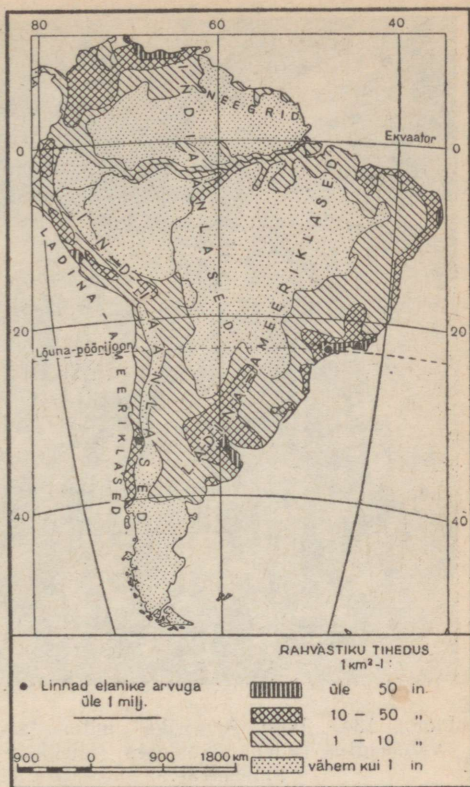 80 60 40
INDIAANLASED
NEEGRID
Ekvaator
0 0
INDIAANLASED
LADINA-AMEERIKLASED
LADINA-AMEERIKLASED
20 20
Lõuna-pöörijoon
40 40
RAHVASTIKU TIHEDUS
1 KM²-l:
• Linnad elanike arvuga
üle 1 milj.
üle 50 in.
10 – 50 „
1 – 10 „
vähem kui 1 in
900 0 900 1800 KM